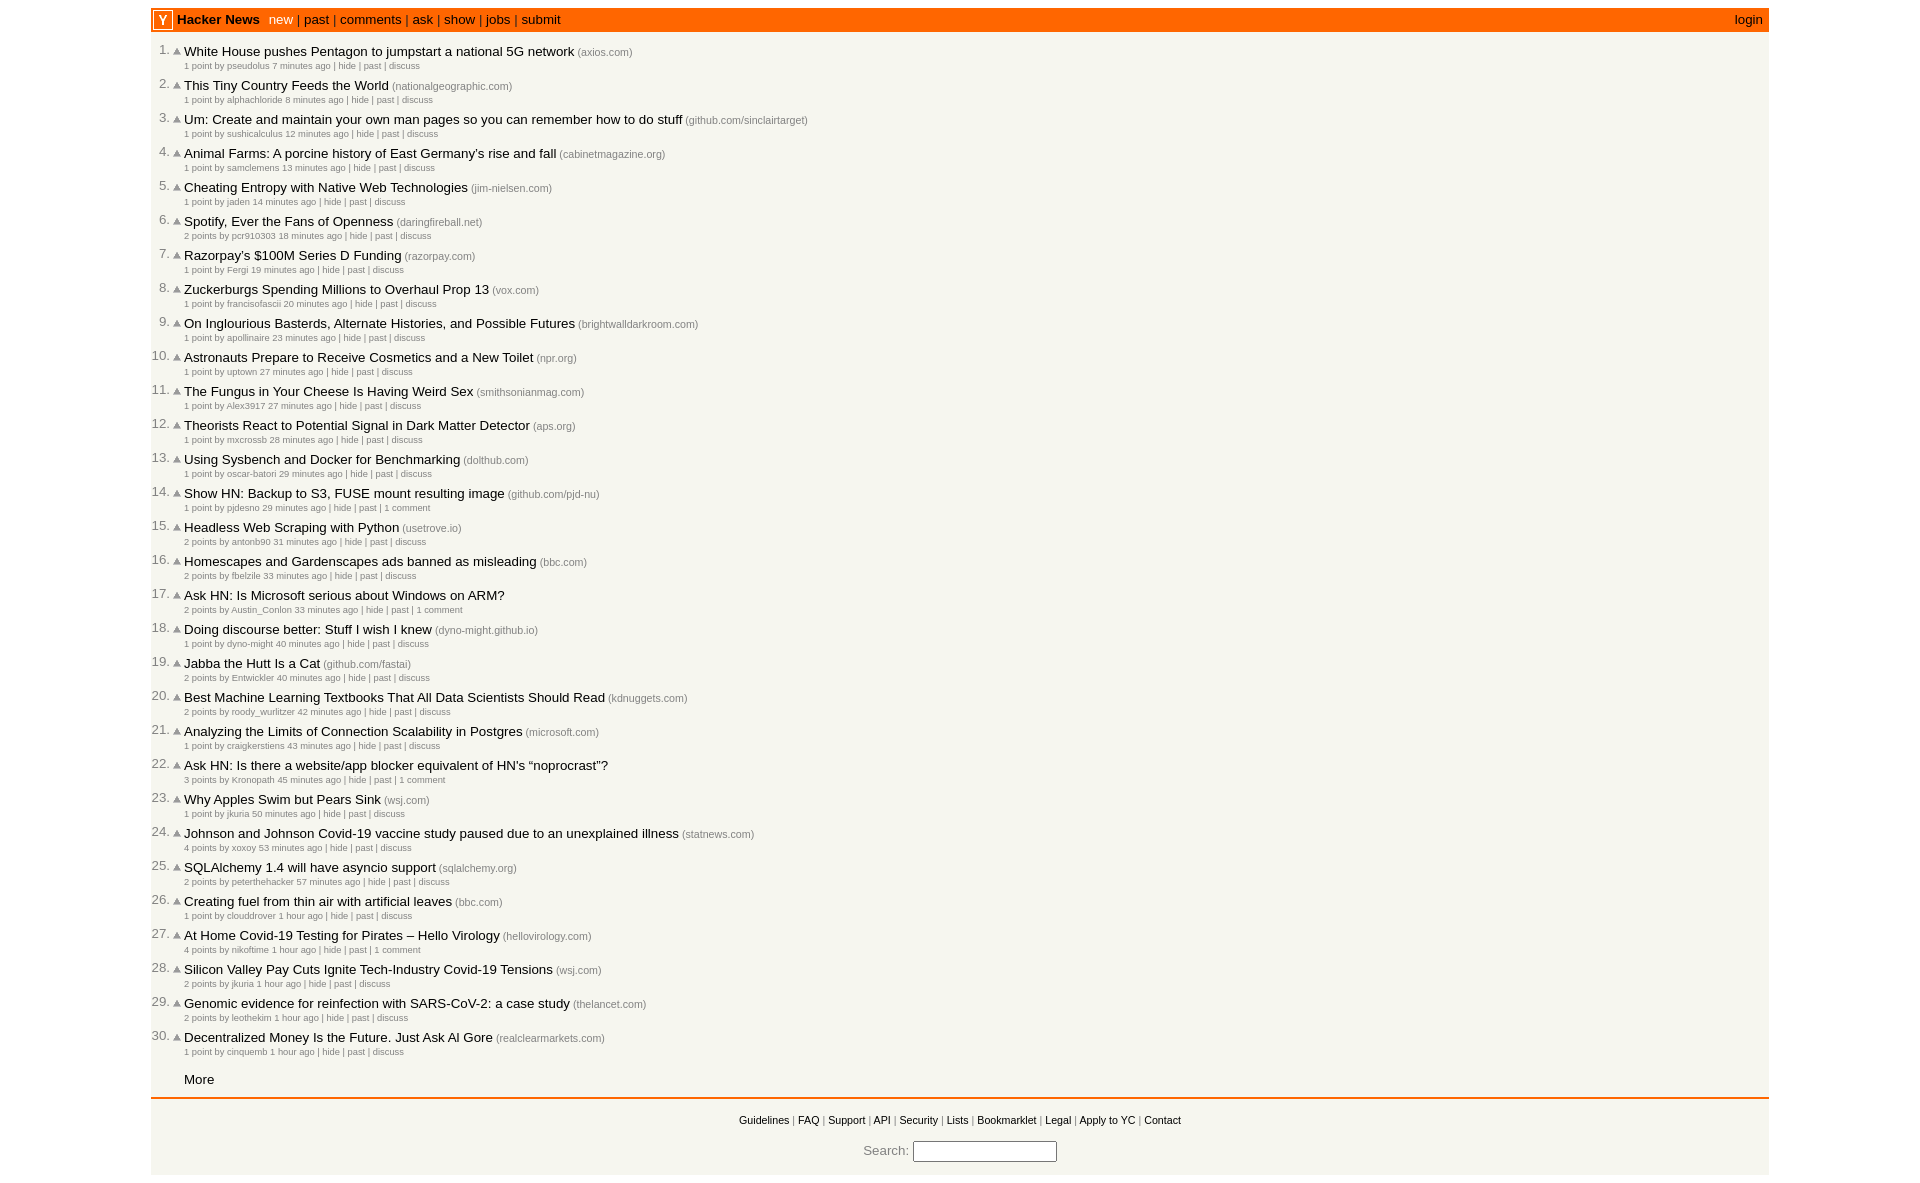 Y Hacker News new | past | comments | ask | show | jobs | submit login
1. White House pushes Pentagon to jumpstart a national 5G network (axios.com)
1 point by pseudolus 7 minutes ago | hide | past | discuss
2. This Tiny Country Feeds the World (nationalgeographic.com)
1 point by alphachloride 8 minutes ago | hide | past | discuss
3. Um: Create and maintain your own man pages so you can remember how to do stuff (github.com/sinclairtarget)
1 point by sushicalculus 12 minutes ago | hide | past | discuss
4. Animal Farms: A porcine history of East Germany’s rise and fall (cabinetmagazine.org)
1 point by samclemens 13 minutes ago | hide | past | discuss
5. Cheating Entropy with Native Web Technologies (jim-nielsen.com)
1 point by jaden 14 minutes ago | hide | past | discuss
6. Spotify, Ever the Fans of Openness (daringfireball.net)
2 points by pcr910303 18 minutes ago | hide | past | discuss
7. Razorpay’s $100M Series D Funding (razorpay.com)
1 point by Fergi 19 minutes ago | hide | past | discuss
8. Zuckerburgs Spending Millions to Overhaul Prop 13 (vox.com)
1 point by francisofascii 20 minutes ago | hide | past | discuss
9. On Inglourious Basterds, Alternate Histories, and Possible Futures (brightwalldarkroom.com)
1 point by apollinaire 23 minutes ago | hide | past | discuss
10. Astronauts Prepare to Receive Cosmetics and a New Toilet (npr.org)
1 point by uptown 27 minutes ago | hide | past | discuss
11. The Fungus in Your Cheese Is Having Weird Sex (smithsonianmag.com)
1 point by Alex3917 27 minutes ago | hide | past | discuss
12. Theorists React to Potential Signal in Dark Matter Detector (aps.org)
1 point by mxcrossb 28 minutes ago | hide | past | discuss
13. Using Sysbench and Docker for Benchmarking (dolthub.com)
1 point by oscar-batori 29 minutes ago | hide | past | discuss
14. Show HN: Backup to S3, FUSE mount resulting image (github.com/pjd-nu)
1 point by pjdesno 29 minutes ago | hide | past | 1 comment
15. Headless Web Scraping with Python (usetrove.io)
2 points by antonb90 31 minutes ago | hide | past | discuss
16. Homescapes and Gardenscapes ads banned as misleading (bbc.com)
2 points by fbelzile 33 minutes ago | hide | past | discuss
17. Ask HN: Is Microsoft serious about Windows on ARM?
2 points by Austin_Conlon 33 minutes ago | hide | past | 1 comment
18. Doing discourse better: Stuff I wish I knew (dyno-might.github.io)
1 point by dyno-might 40 minutes ago | hide | past | discuss
19. Jabba the Hutt Is a Cat (github.com/fastai)
2 points by Entwickler 40 minutes ago | hide | past | discuss
20. Best Machine Learning Textbooks That All Data Scientists Should Read (kdnuggets.com)
2 points by roody_wurlitzer 42 minutes ago | hide | past | discuss
21. Analyzing the Limits of Connection Scalability in Postgres (microsoft.com)
1 point by craigkerstiens 43 minutes ago | hide | past | discuss
22. Ask HN: Is there a website/app blocker equivalent of HN's “noprocrast”?
3 points by Kronopath 45 minutes ago | hide | past | 1 comment
23. Why Apples Swim but Pears Sink (wsj.com)
1 point by jkuria 50 minutes ago | hide | past | discuss
24. Johnson and Johnson Covid-19 vaccine study paused due to an unexplained illness (statnews.com)
4 points by xoxoy 53 minutes ago | hide | past | discuss
25. SQLAlchemy 1.4 will have asyncio support (sqlalchemy.org)
2 points by peterthehacker 57 minutes ago | hide | past | discuss
26. Creating fuel from thin air with artificial leaves (bbc.com)
1 point by clouddrover 1 hour ago | hide | past | discuss
27. At Home Covid-19 Testing for Pirates – Hello Virology (hellovirology.com)
4 points by nikoftime 1 hour ago | hide | past | 1 comment
28. Silicon Valley Pay Cuts Ignite Tech-Industry Covid-19 Tensions (wsj.com)
2 points by jkuria 1 hour ago | hide | past | discuss
29. Genomic evidence for reinfection with SARS-CoV-2: a case study (thelancet.com)
2 points by leothekim 1 hour ago | hide | past | discuss
30. Decentralized Money Is the Future. Just Ask Al Gore (realclearmarkets.com)
1 point by cinquemb 1 hour ago | hide | past | discuss
More
Guidelines | FAQ | Support | API | Security | Lists | Bookmarklet | Legal | Apply to YC | Contact
Search: